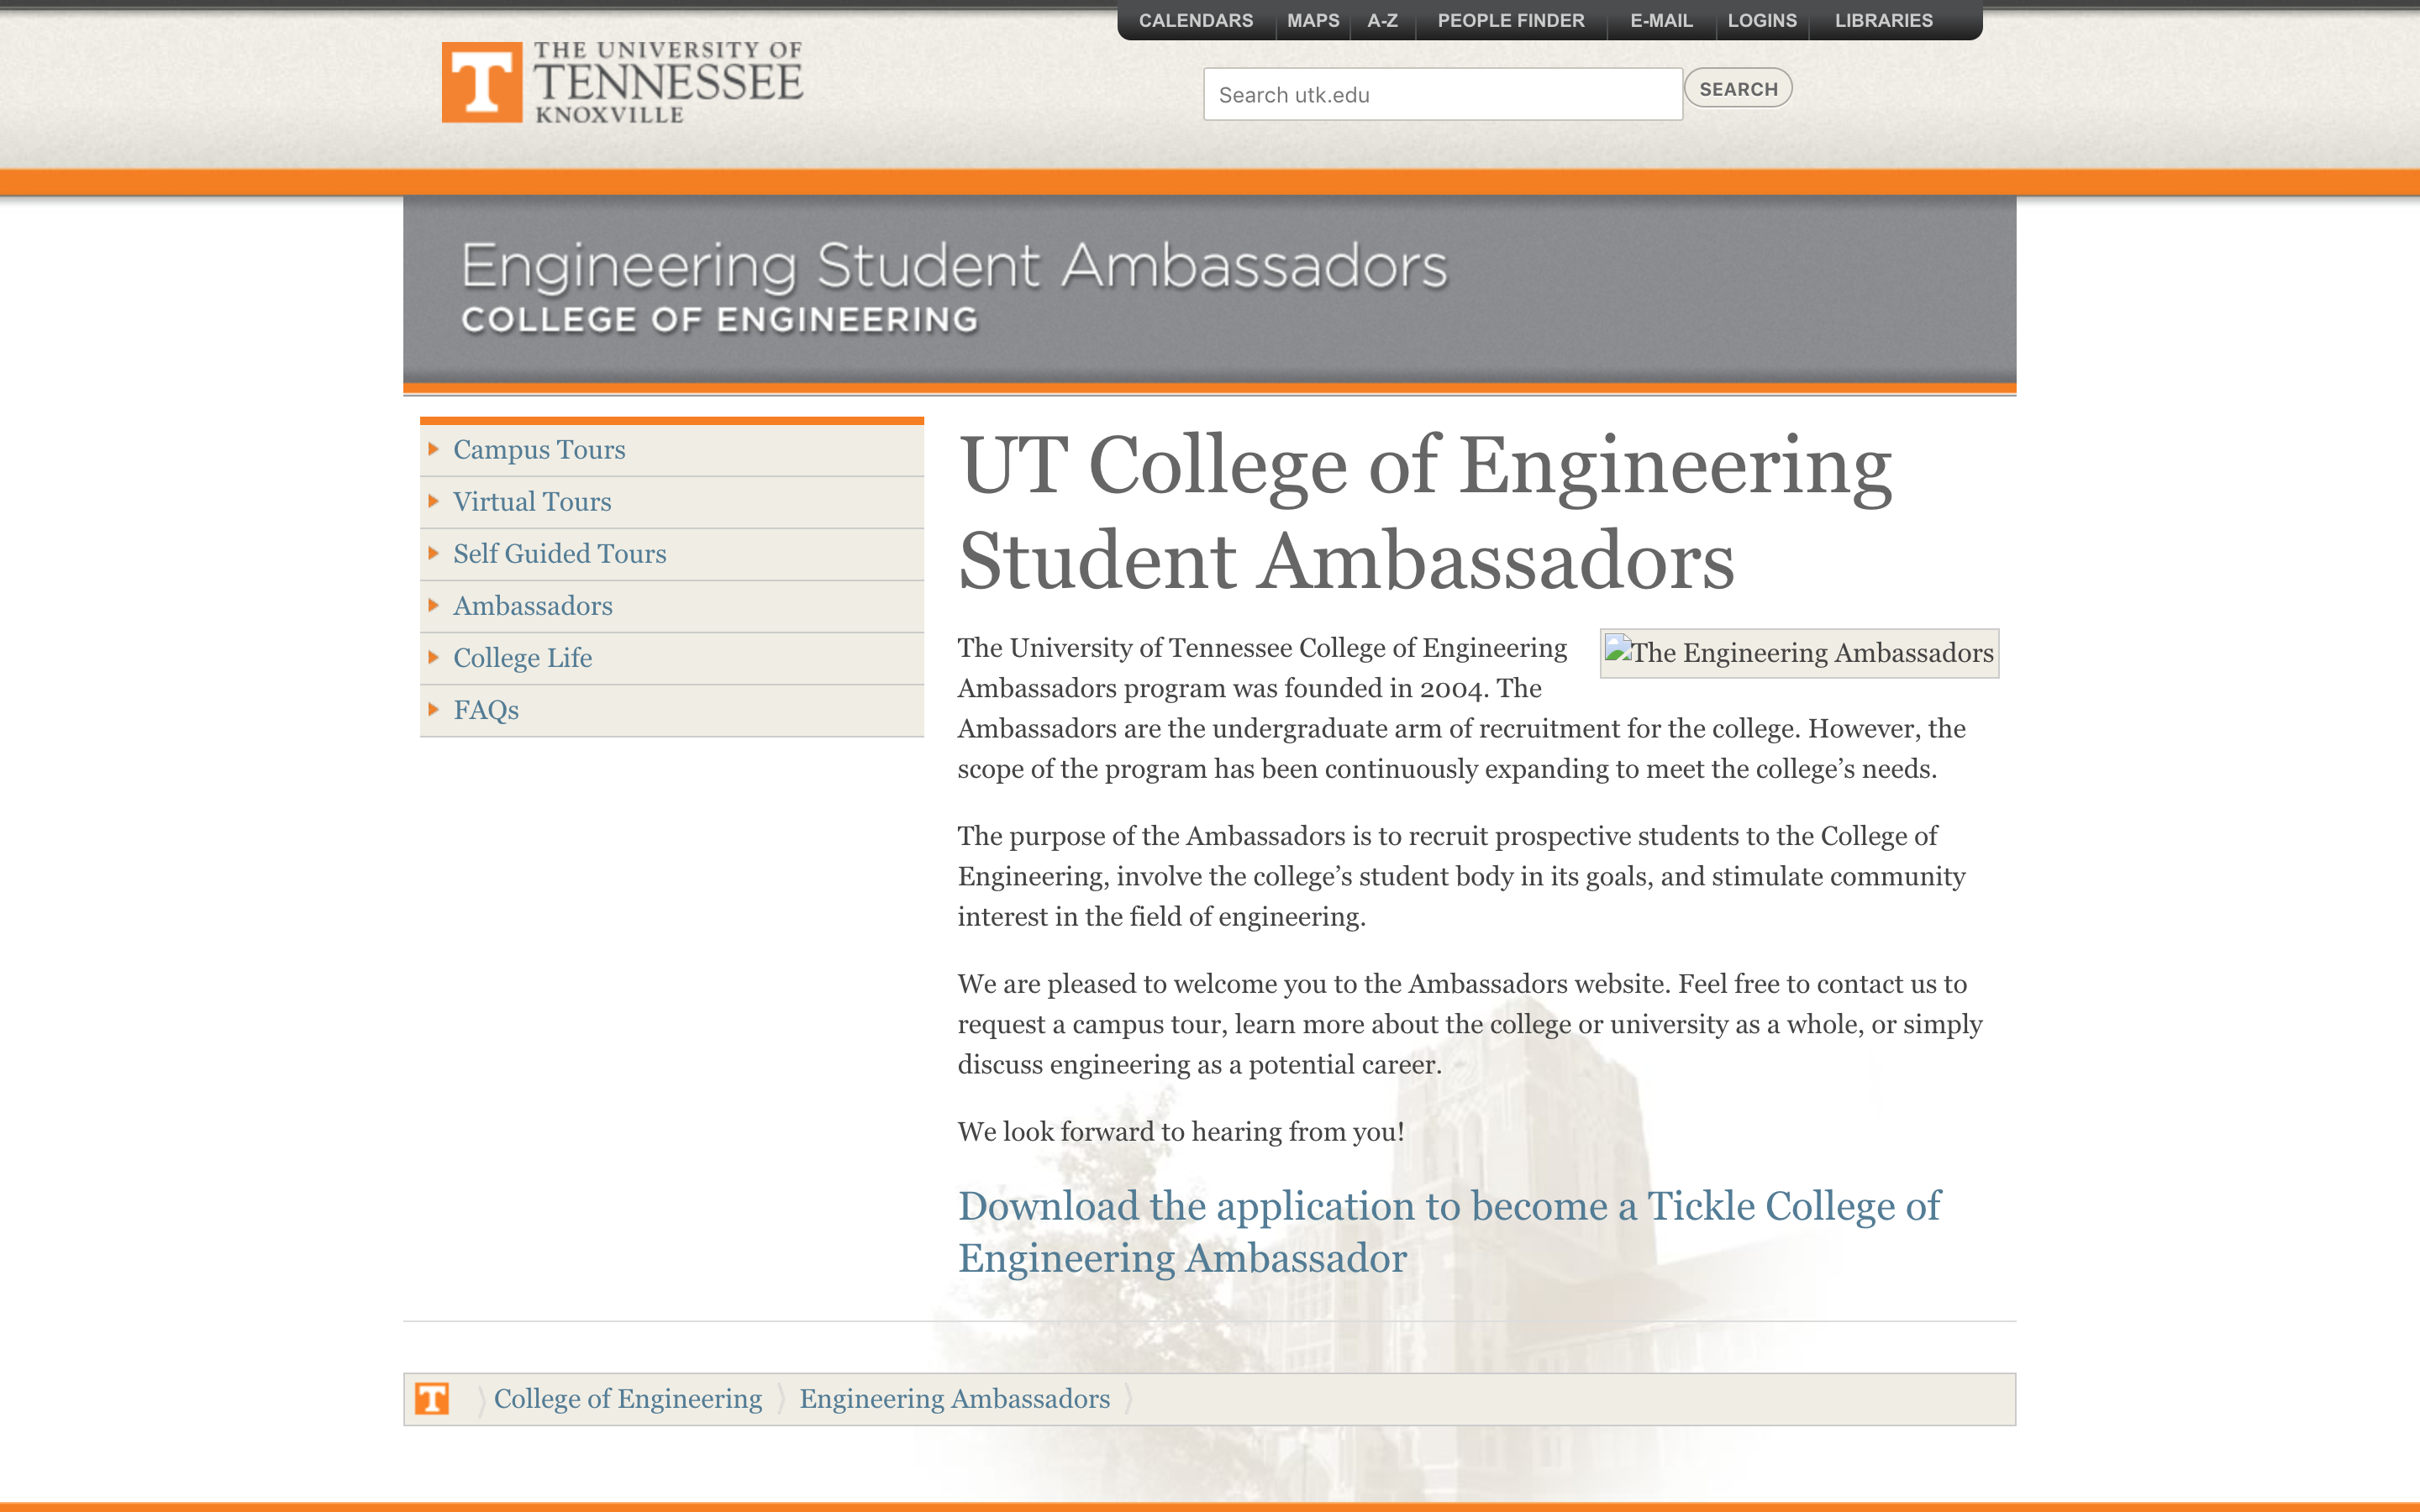 CALENDARS MAPS A-Z PEOPLE FINDER E-MAIL LOGINS LIBRARIES
THE UNIVERSITY OF
TENNESSEE
KNOXVILLE
Search utk.edu SEARCH
Engineering Student Ambassadors
COLLEGE OF ENGINEERING
Campus Tours
Virtual Tours
Self Guided Tours
Ambassadors
College Life
FAQs
UT College of Engineering
Student Ambassadors
The Engineering Ambassadors
The University of Tennessee College of Engineering
Ambassadors program was founded in 2004. The
Ambassadors are the undergraduate arm of recruitment for the college. However, the
scope of the program has been continuously expanding to meet the college’s needs.
The purpose of the Ambassadors is to recruit prospective students to the College of
Engineering, involve the college’s student body in its goals, and stimulate community
interest in the field of engineering.
We are pleased to welcome you to the Ambassadors website. Feel free to contact us to
request a campus tour, learn more about the college or university as a whole, or simply
discuss engineering as a potential career.
We look forward to hearing from you!
Download the application to become a Tickle College of
Engineering Ambassador
T College of Engineering Engineering Ambassadors